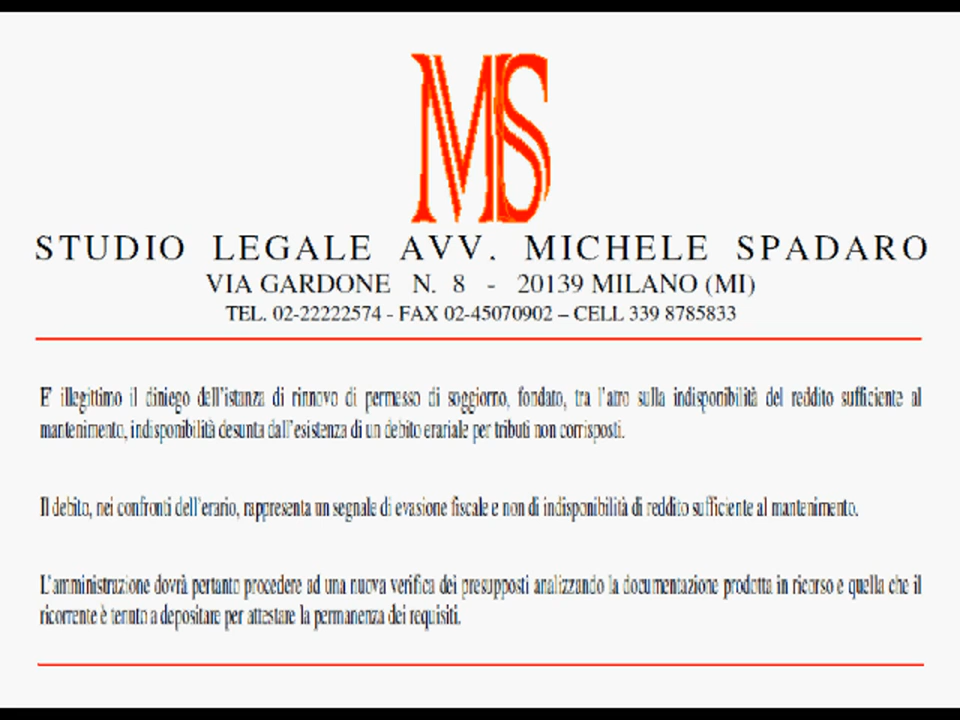 MS
STUDIO LEGALE AVV. MICHELE SPADARO
VIA GARDONE N. 8 - 20139 MILANO (MI)
TEL. 02-22222574 - FAX 02-45070902 – CELL 339 8785833
E' illegittimo il diniego dell'istanza di rinnovo di permesso di soggiorno, fondato, tra l'atro sulla indisponibilità del reddito sufficiente al
mantenimento, indisponibilità desunta dall'esistenza di un debito erariale per tributi non corrisposti.
Il debito, nei confronti dell'erario, rappresenta un segnale di evasione fiscale e non di indisponibilità di reddito sufficiente al mantenimento.
L'amministrazione dovrà pertanto procedere ad una nuova verifica dei presupposti analizzando la documentazione prodotta in ricorso e quella che il
ricorrente è tenuto a depositare per attestare la permanenza dei requisiti.